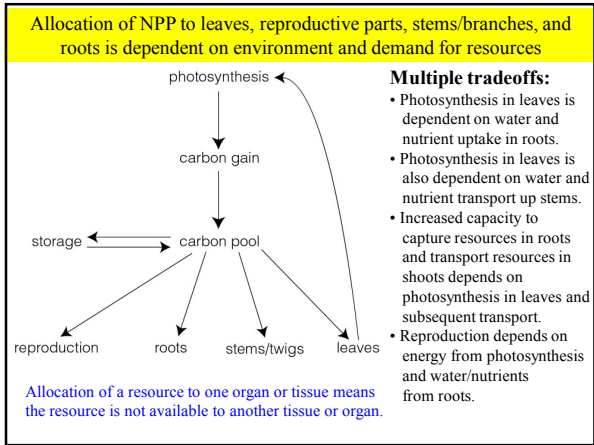 Allocation of NPP to leaves, reproductive parts, stems/branches, and
roots is dependent on environment and demand for resources
photosynthesis
carbon gain
storage
carbon pool
reproduction
roots
stems/twigs
leaves
Allocation of a resource to one organ or tissue means
the resource is not available to another tissue or organ.
Multiple tradeoffs:
• Photosynthesis in leaves is
dependent on water and
nutrient uptake in roots.
• Photosynthesis in leaves is
also dependent on water and
nutrient transport up stems.
• Increased capacity to
capture resources in roots
and transport resources in
shoots depends on
photosynthesis in leaves and
subsequent transport.
• Reproduction depends on
energy from photosynthesis
and water/nutrients
from roots.